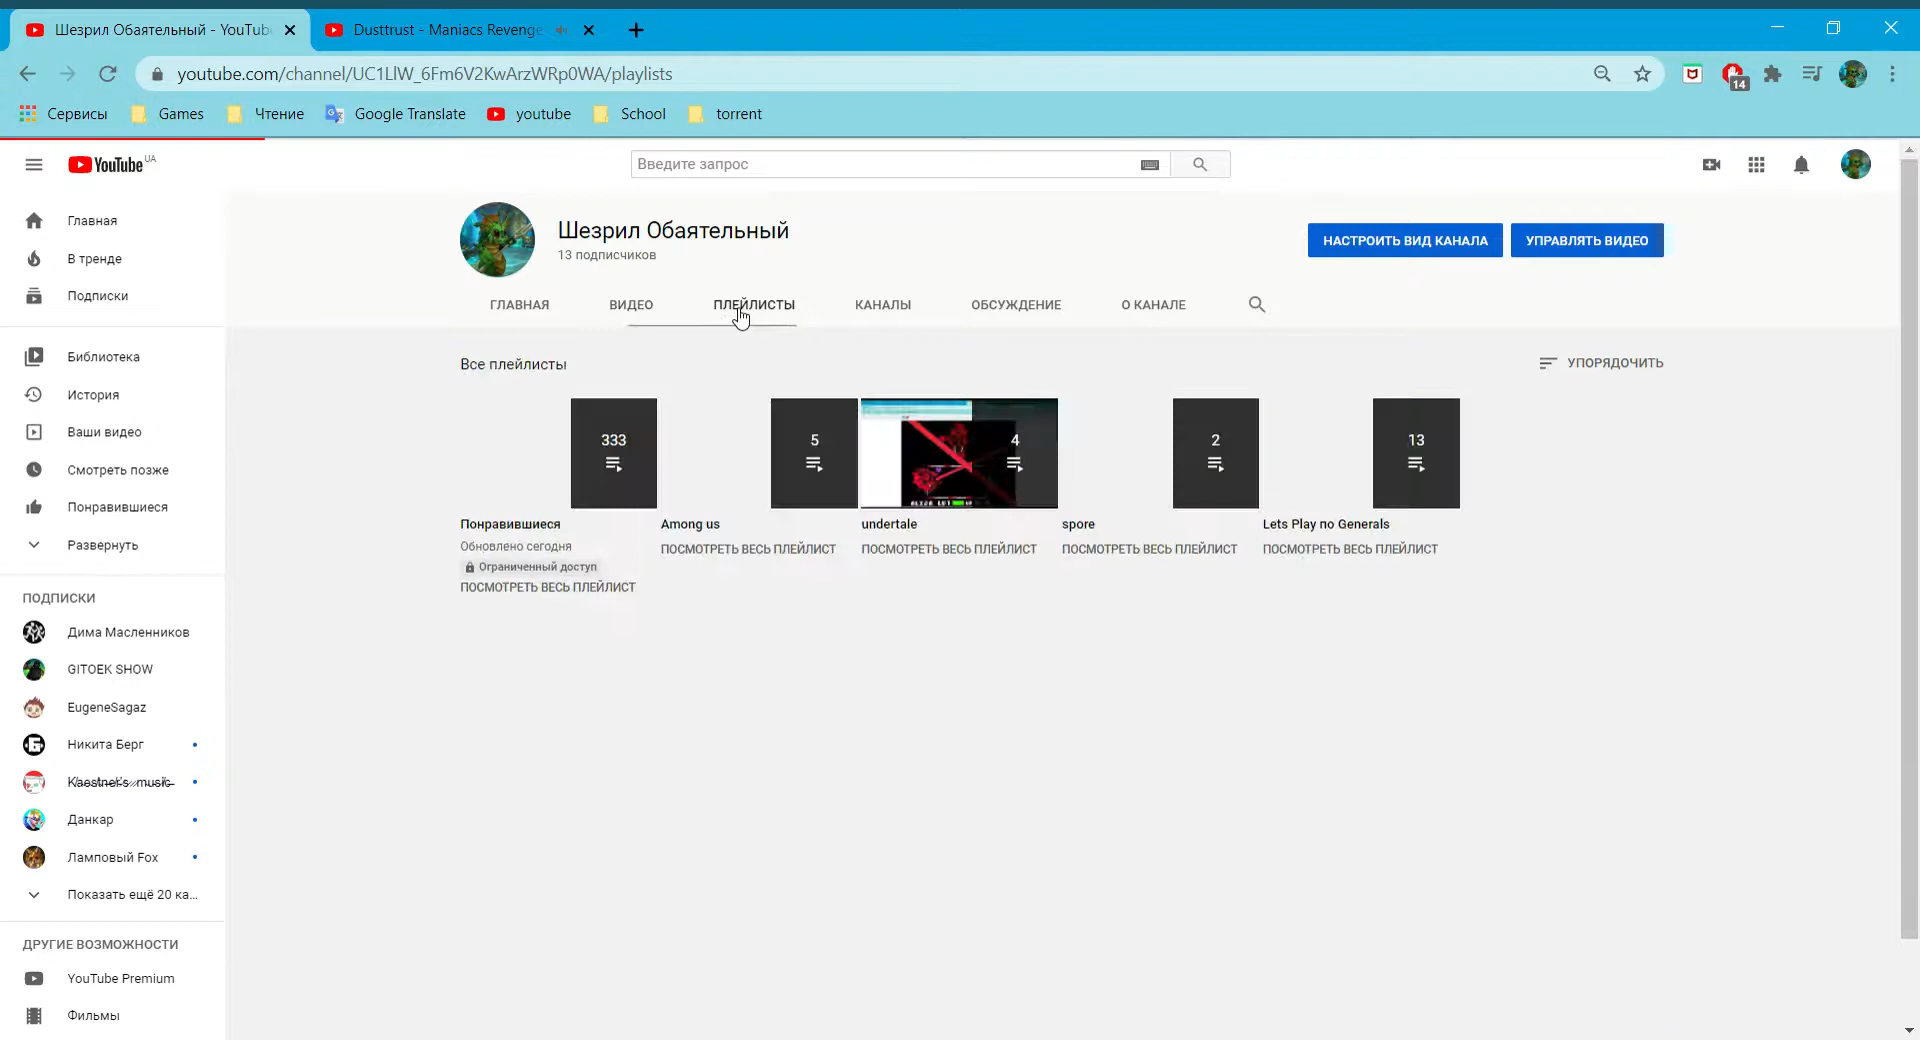 Шезрил Обаятельный - YouTube
Dusttrust - Maniacs Revenge
youtube.com/channel/UC1LlW_6Fm6V2KwArzWRp0WA/playlists
14
Сервисы
Games
Чтение
Google Translate
youtube
School
torrent
YouTube UA
Введите запрос
Главная
В тренде
Подписки
Библиотека
История
Ваши видео
Смотреть позже
Понравившиеся
Развернуть
ПОДПИСКИ
Дима Масленников
GITOEK SHOW
EugeneSagaz
Никита Берг
Kaestner's music
Данкар
Ламповый Fox
Показать ещё 20 ка...
ДРУГИЕ ВОЗМОЖНОСТИ
YouTube Premium
Фильмы
Шезрил Обаятельный
13 подписчиков
НАСТРОИТЬ ВИД КАНАЛА
УПРАВЛЯТЬ ВИДЕО
ГЛАВНАЯ
ВИДЕО
ПЛЕЙЛИСТЫ
КАНАЛЫ
ОБСУЖДЕНИЕ
О КАНАЛЕ
Все плейлисты
УПОРЯДОЧИТЬ
333
5
4
2
13
Понравившиеся
Обновлено сегодня
Ограниченный доступ
ПОСМОТРЕТЬ ВЕСЬ ПЛЕЙЛИСТ
Among us
ПОСМОТРЕТЬ ВЕСЬ ПЛЕЙЛИСТ
undertale
ПОСМОТРЕТЬ ВЕСЬ ПЛЕЙЛИСТ
spore
ПОСМОТРЕТЬ ВЕСЬ ПЛЕЙЛИСТ
Lets Play по Generals
ПОСМОТРЕТЬ ВЕСЬ ПЛЕЙЛИСТ